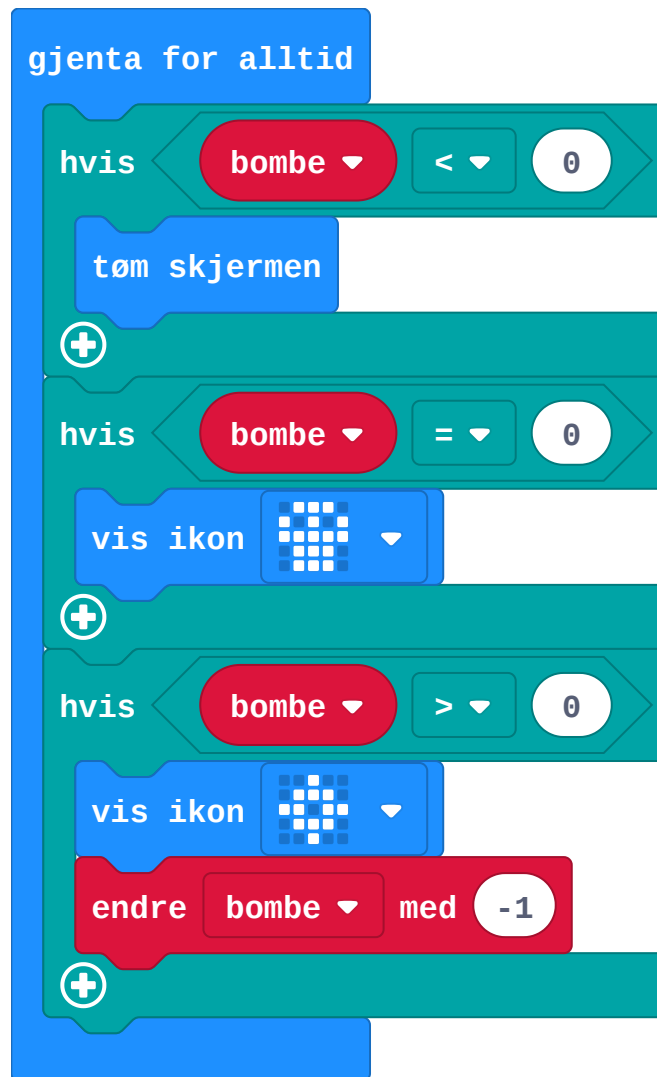 gjenta for alltid
hvis bombe < 0
tøm skjermen
hvis bombe = 0
vis ikon
hvis bombe > 0
vis ikon
endre bombe med -1